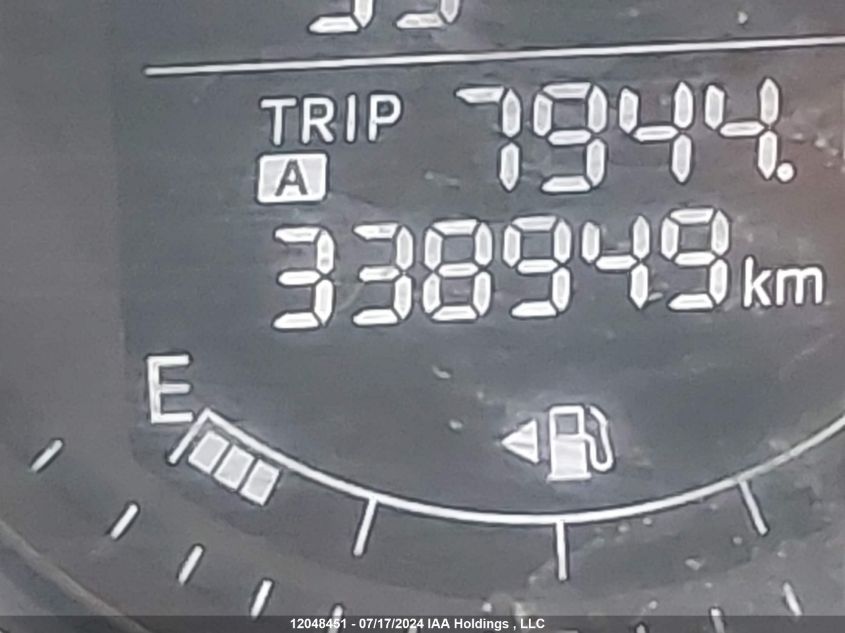 TRIP 7944.
A
338949 km
E
12048451 - 07/17/2024 IAA Holdings , LLC